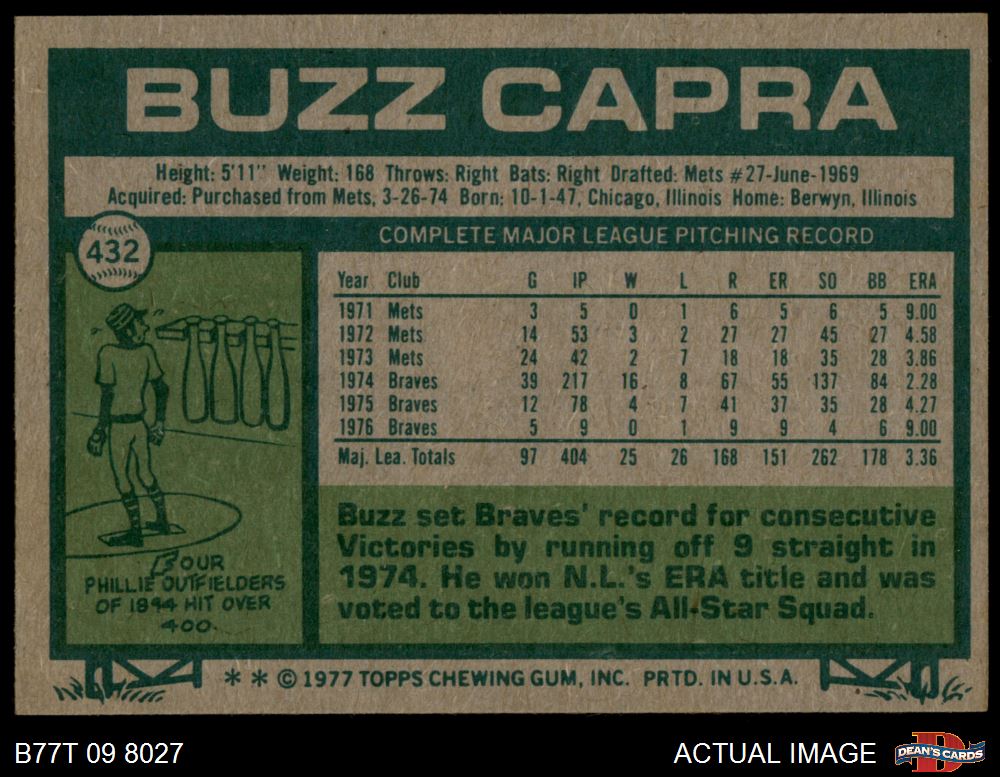 BUZZ CAPRA
Height: 5'11" Weight: 168 Throws: Right Bats: Right Drafted: Mets #27-June-1969
Acquired: Purchased from Mets, 3-26-74 Born: 10-1-47, Chicago, Illinois Home: Berwyn, Illinois
432
COMPLETE MAJOR LEAGUE PITCHING RECORD
Year Club G IP W L R ER SO BB ERA
1971 Mets 3 5 0 1 6 5 6 5 9.00
1972 Mets 14 53 3 2 27 27 45 27 4.58
1973 Mets 24 42 2 7 18 18 35 28 3.86
1974 Braves 39 217 16 8 67 55 137 84 2.28
1975 Braves 12 78 4 7 41 37 35 28 4.27
1976 Braves 5 9 0 1 9 9 4 6 9.00
Maj. Lea. Totals 97 404 25 26 168 151 262 178 3.36
FOUR
PHILLIE OUTFIELDERS
OF 1894 HIT OVER
.400.
Buzz set Braves' record for consecutive
Victories by running off 9 straight in
1974. He won N.L.'s ERA title and was
voted to the league's All-Star Squad.
* * © 1977 TOPPS CHEWING GUM, INC. PRTD. IN U.S.A.
B77T 09 8027
ACTUAL IMAGE
D
DEAN'S CARDS